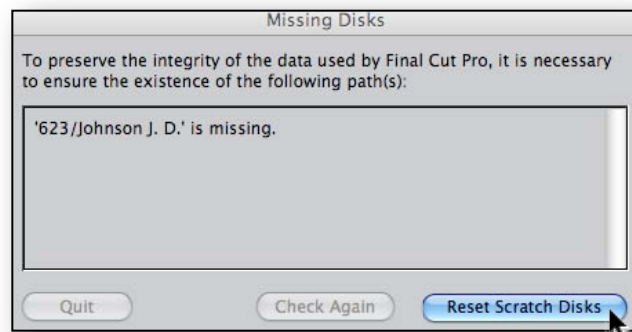 Missing Disks
To preserve the integrity of the data used by Final Cut Pro, it is necessary
to ensure the existence of the following path(s):
'623/Johnson J. D.' is missing.
Quit
Check Again
Reset Scratch Disks